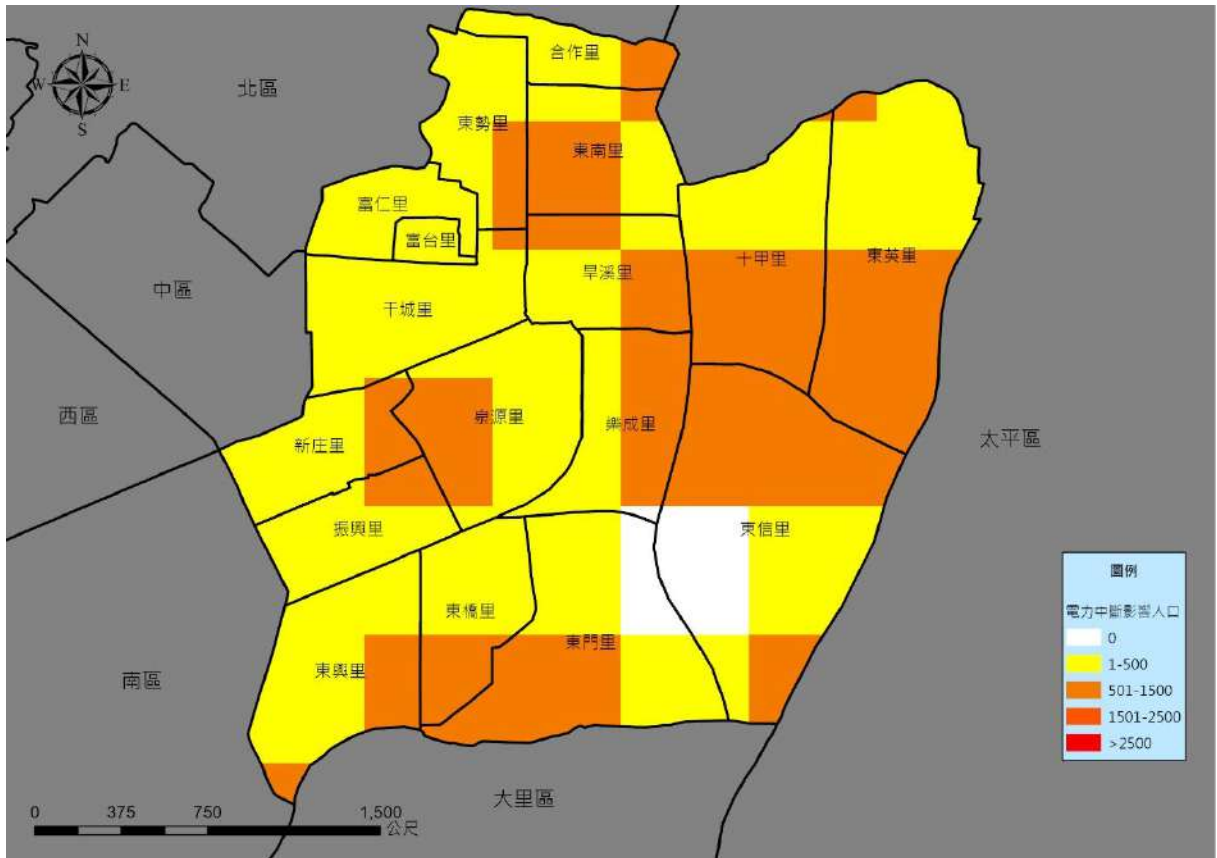 N
W
E
S
北區
合作里
東勢里
東南里
富仁里
富台里
旱溪里
十甲里
東英里
中區
干城里
西區
新庄里
泉源里
樂成里
太平區
振興里
東信里
東橋里
東門里
南區
東興里
大里區
圖例
電力中斷影響人口
0
1-500
501-1500
1501-2500
>2500
0 375 750 1,500
公尺